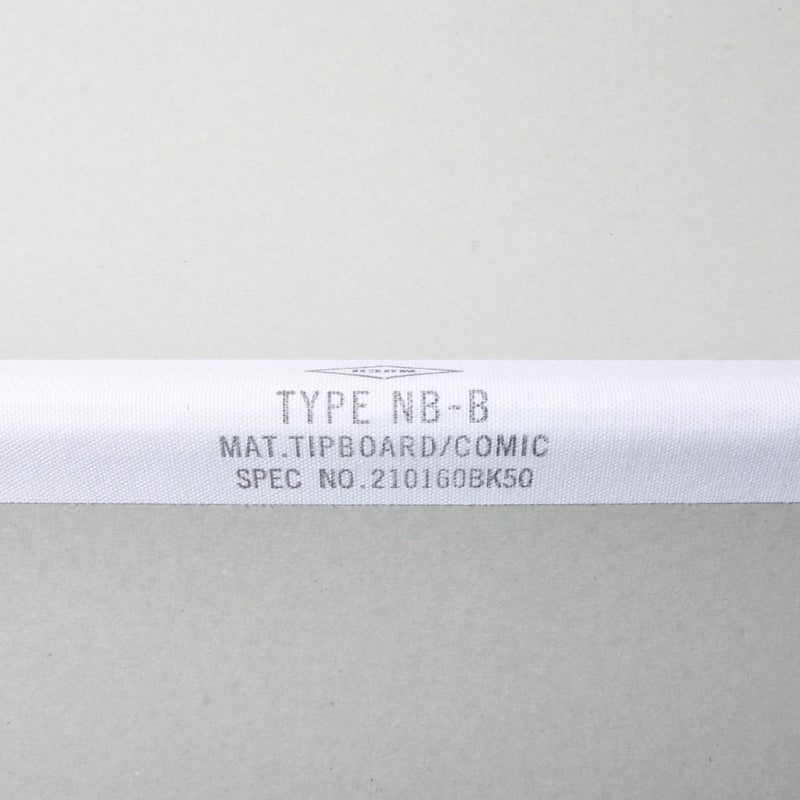 TYPE NB-B
MAT.TIPBOARD/COMIC
SPEC NO.210160BK50